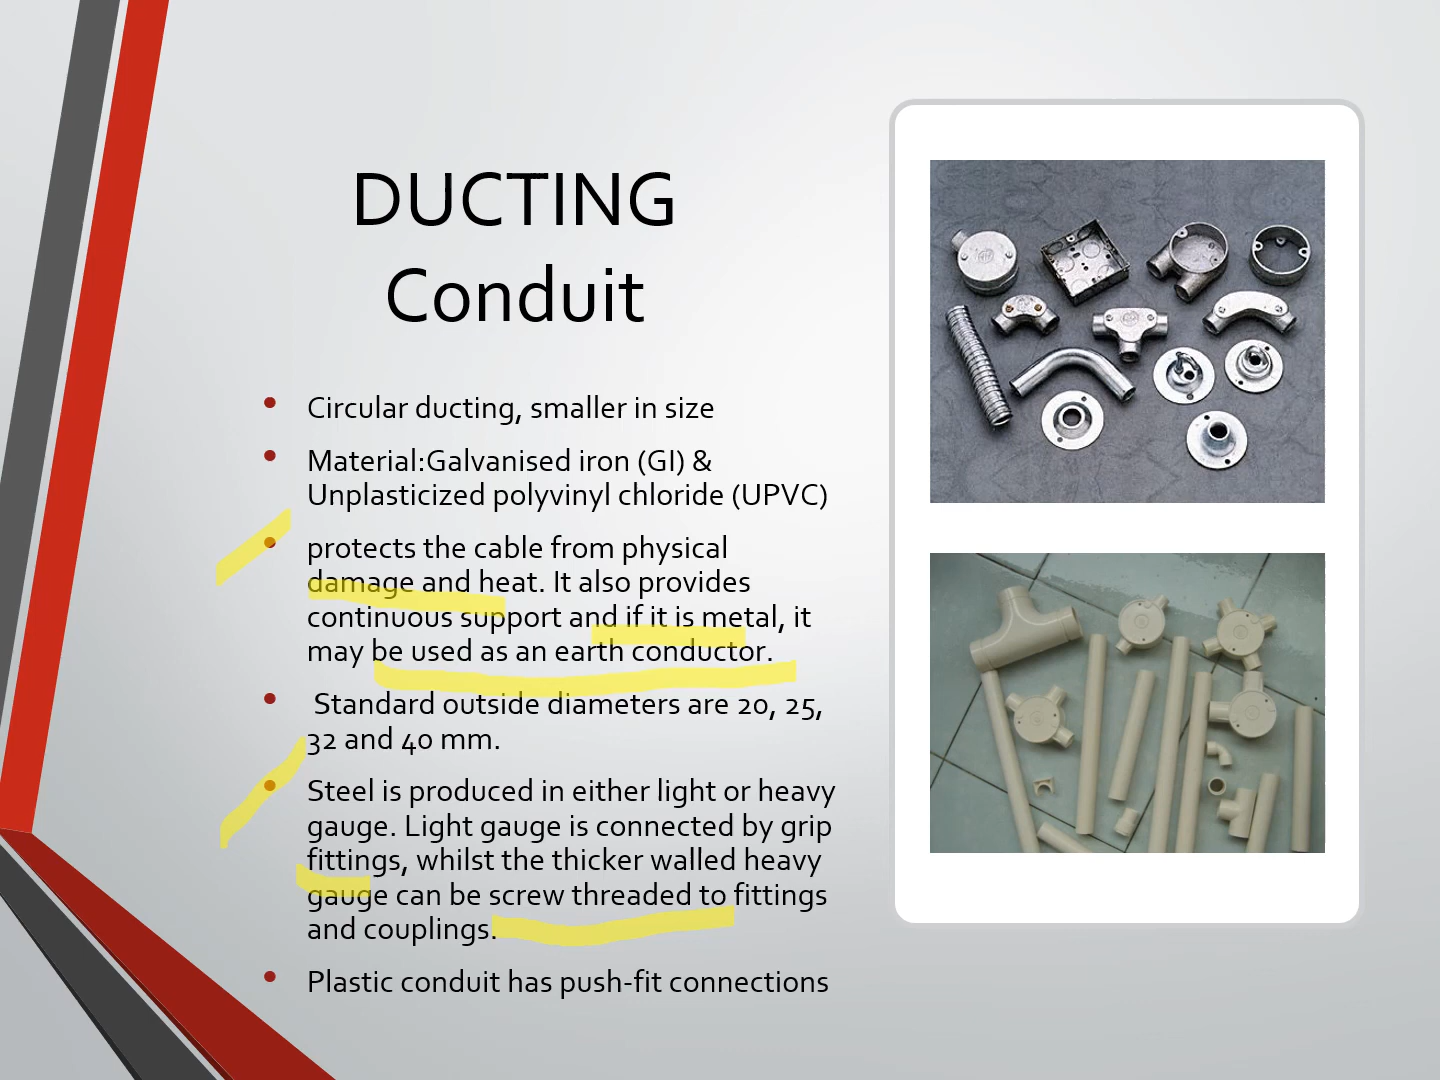 DUCTING
Conduit
• Circular ducting, smaller in size
• Material:Galvanised iron (GI) &
Unplasticized polyvinyl chloride (UPVC)
• protects the cable from physical
damage and heat. It also provides
continuous support and if it is metal, it
may be used as an earth conductor.
• Standard outside diameters are 20, 25,
32 and 40 mm.
• Steel is produced in either light or heavy
gauge. Light gauge is connected by grip
fittings, whilst the thicker walled heavy
gauge can be screw threaded to fittings
and couplings.
• Plastic conduit has push-fit connections